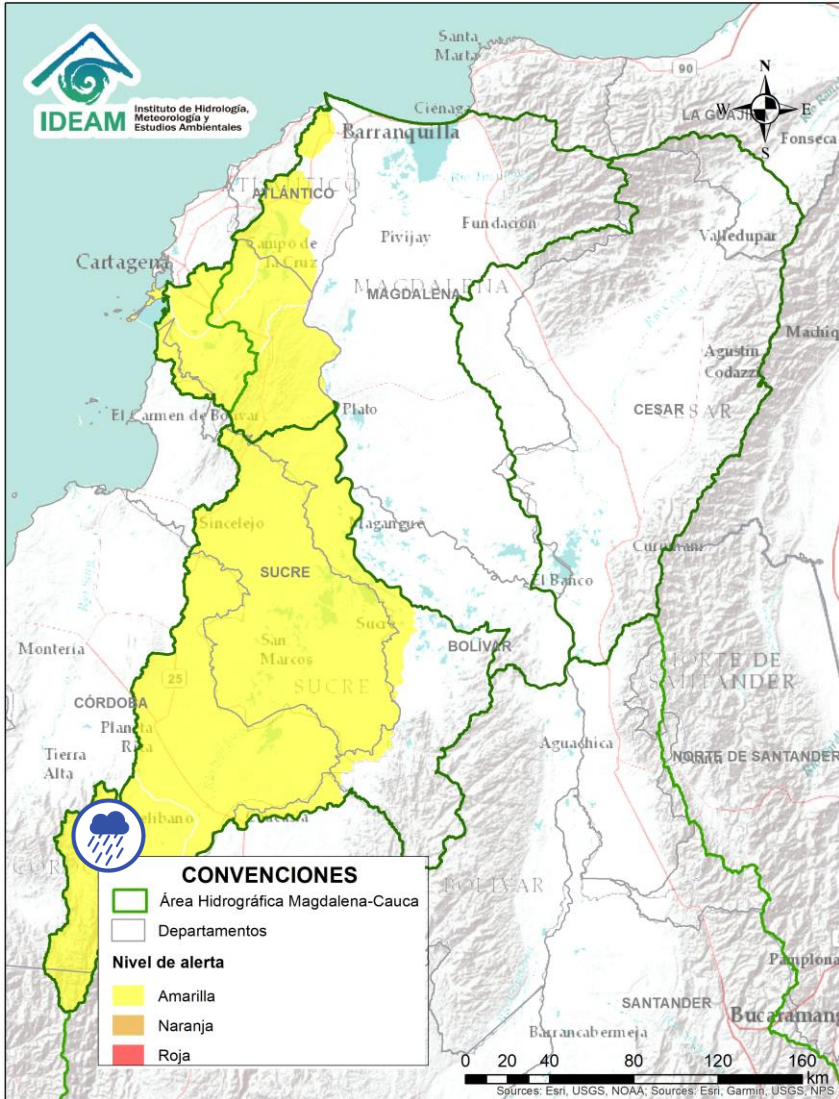 IDEAM
Instituto de Hidrología,
Meteorología y
Estudios Ambientales
Santa
Marta
90
N
W
E
S
Ciénaga
LA GUAJIRA
Barranquilla
Fonseca
ATLÁNTICO
ATLÁNTICO
Fundación
Pivijay
Valledupar
Campo de
la Cruz
Cartagena
MAGDALENA
MAGDALENA
Agustín
Codazzi
El Carmen de Bolívar
Plato
CESAR
CESAR
Sincelejo
Magangué
Curumaní
SUCRE
El Banco
Sucre
Montería
San
Marcos
BOLÍVAR
NORTE DE
SANTANDER
25
SUCRE
CÓRDOBA
Planeta
Rica
Aguachica
Tierra
Alta
NORTE DE SANTANDER
BOLÍVAR
CONVENCIONES
Área Hidrográfica Magdalena-Cauca
Departamentos
Nivel de alerta
Amarilla
Naranja
Roja
Pamplona
SANTANDER
Bucaramang
Barrancabermeja
0 20 40 80 120 160
km
Sources: Esri, USGS, NOAA; Sources: Esri, Garmin, USGS, NPS